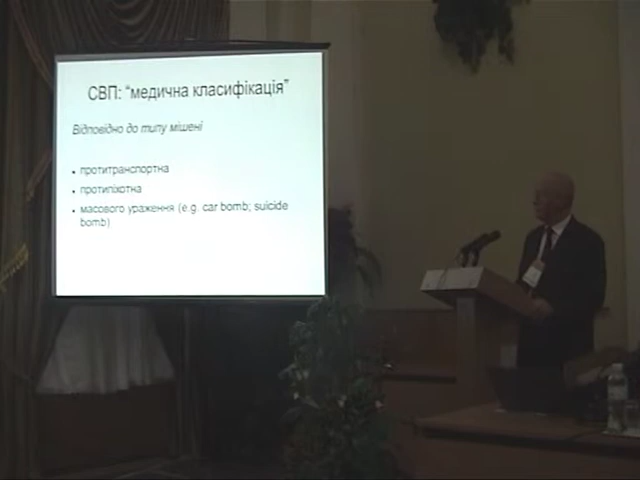 СВП: “медична класифікація”
Відповідно до типу мішені
• протитранспортна
• протипіхотна
• масового ураження (e.g. car bomb; suicide
bomb)